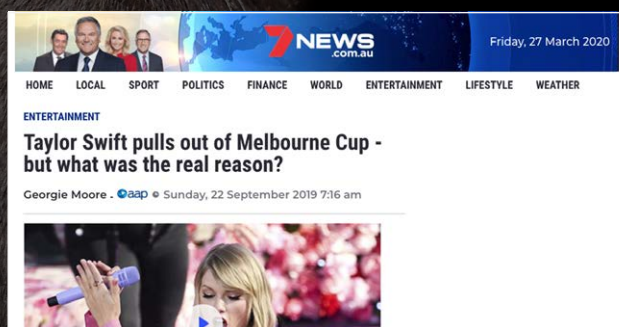 7NEWS
.com.au
Friday, 27 March 2020
HOME LOCAL SPORT POLITICS FINANCE WORLD ENTERTAINMENT LIFESTYLE WEATHER
ENTERTAINMENT
Taylor Swift pulls out of Melbourne Cup -
but what was the real reason?
Georgie Moore . aap Sunday, 22 September 2019 7:16 am